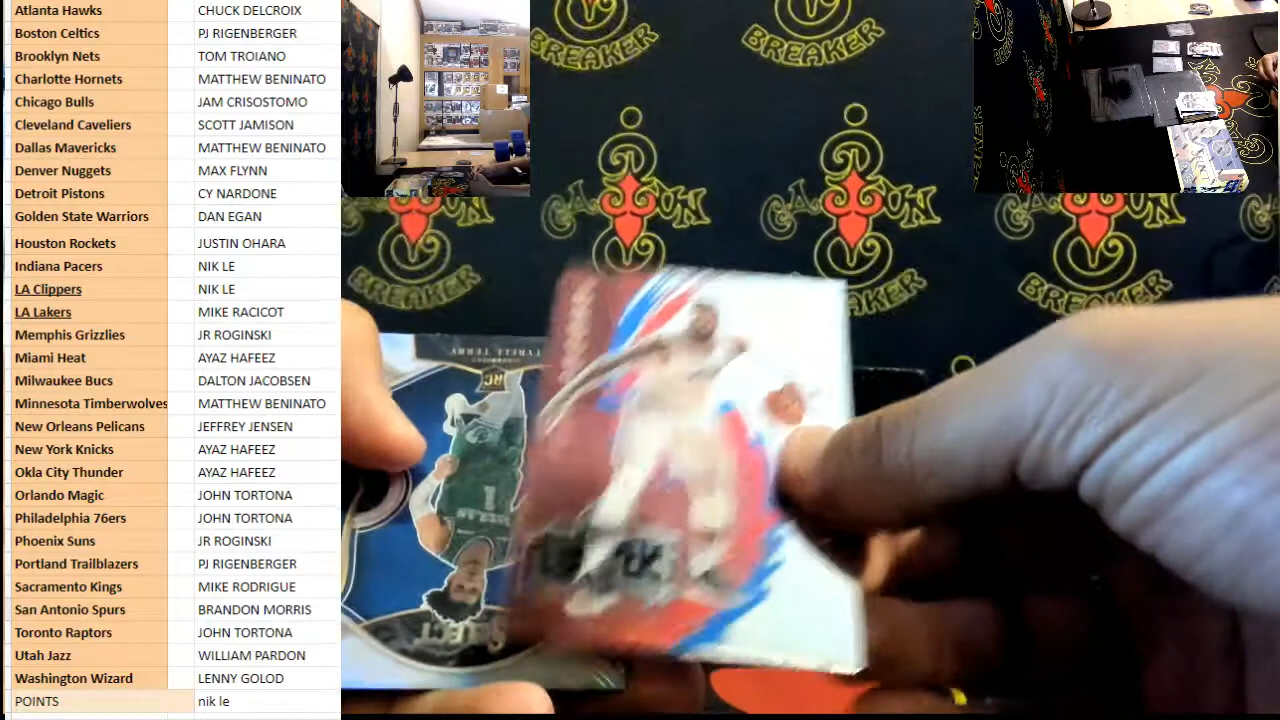 Atlanta Hawks CHUCK DELCROIX
Boston Celtics PJ RIGENBERGER
Brooklyn Nets TOM TROIANO
Charlotte Hornets MATTHEW BENINATO
Chicago Bulls JAM CRISOSTOMO
Cleveland Caveliers SCOTT JAMISON
Dallas Mavericks MATTHEW BENINATO
Denver Nuggets MAX FLYNN
Detroit Pistons CY NARDONE
Golden State Warriors DAN EGAN
Houston Rockets JUSTIN OHARA
Indiana Pacers NIK LE
LA Clippers NIK LE
LA Lakers MIKE RACICOT
Memphis Grizzlies JR ROGINSKI
Miami Heat AYAZ HAFEEZ
Milwaukee Bucs DALTON JACOBSEN
Minnesota Timberwolves MATTHEW BENINATO
New Orleans Pelicans JEFFREY JENSEN
New York Knicks AYAZ HAFEEZ
Okla City Thunder AYAZ HAFEEZ
Orlando Magic JOHN TORTONA
Philadelphia 76ers JOHN TORTONA
Phoenix Suns JR ROGINSKI
Portland Trailblazers PJ RIGENBERGER
Sacramento Kings MIKE RODRIGUE
San Antonio Spurs BRANDON MORRIS
Toronto Raptors JOHN TORTONA
Utah Jazz WILLIAM PARDON
Washington Wizard LENNY GOLOD
POINTS nik le
BREAKER
BREAKER
BREAKER
BREAKER
BREAKER
TYRELL TERRY
RC
SELECT